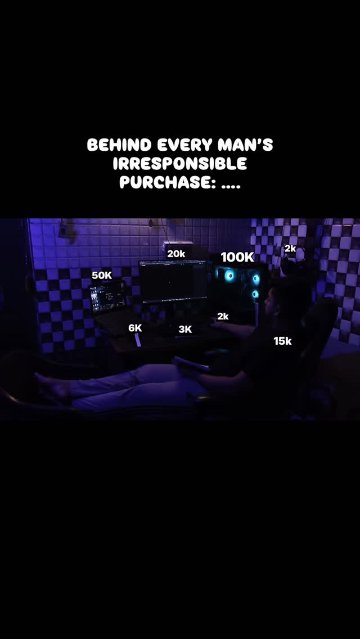 BEHIND EVERY MAN'S
IRRESPONSIBLE
PURCHASE: ....
2k
20k
100K
50K
2k
6K
3K
15k